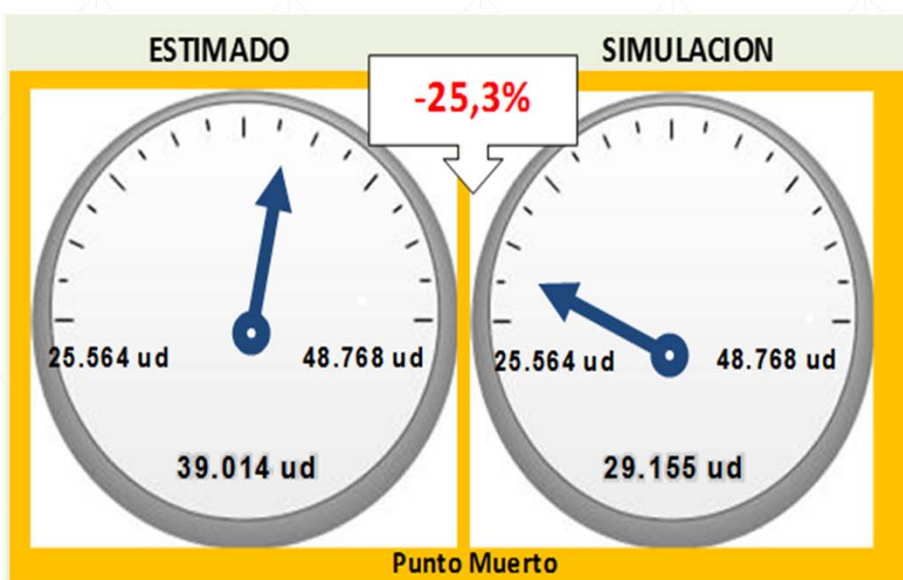 ESTIMADO
SIMULACION
-25,3%
25.564 ud
48.768 ud
39.014 ud
25.564 ud
48.768 ud
29.155 ud
Punto Muerto